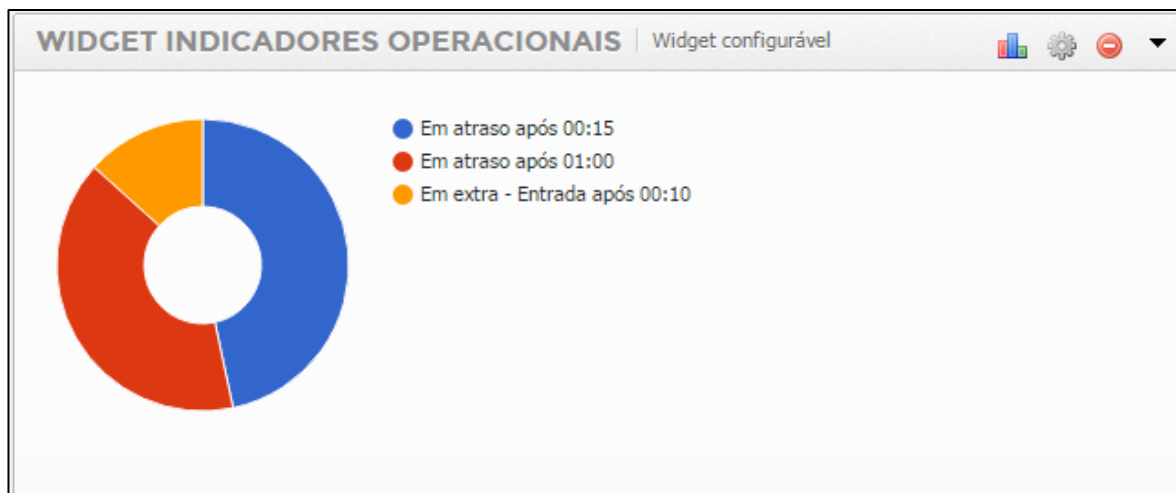 WIDGET INDICADORES OPERACIONAIS Widget configurável
Em atraso após 00:15
Em atraso após 01:00
Em extra - Entrada após 00:10